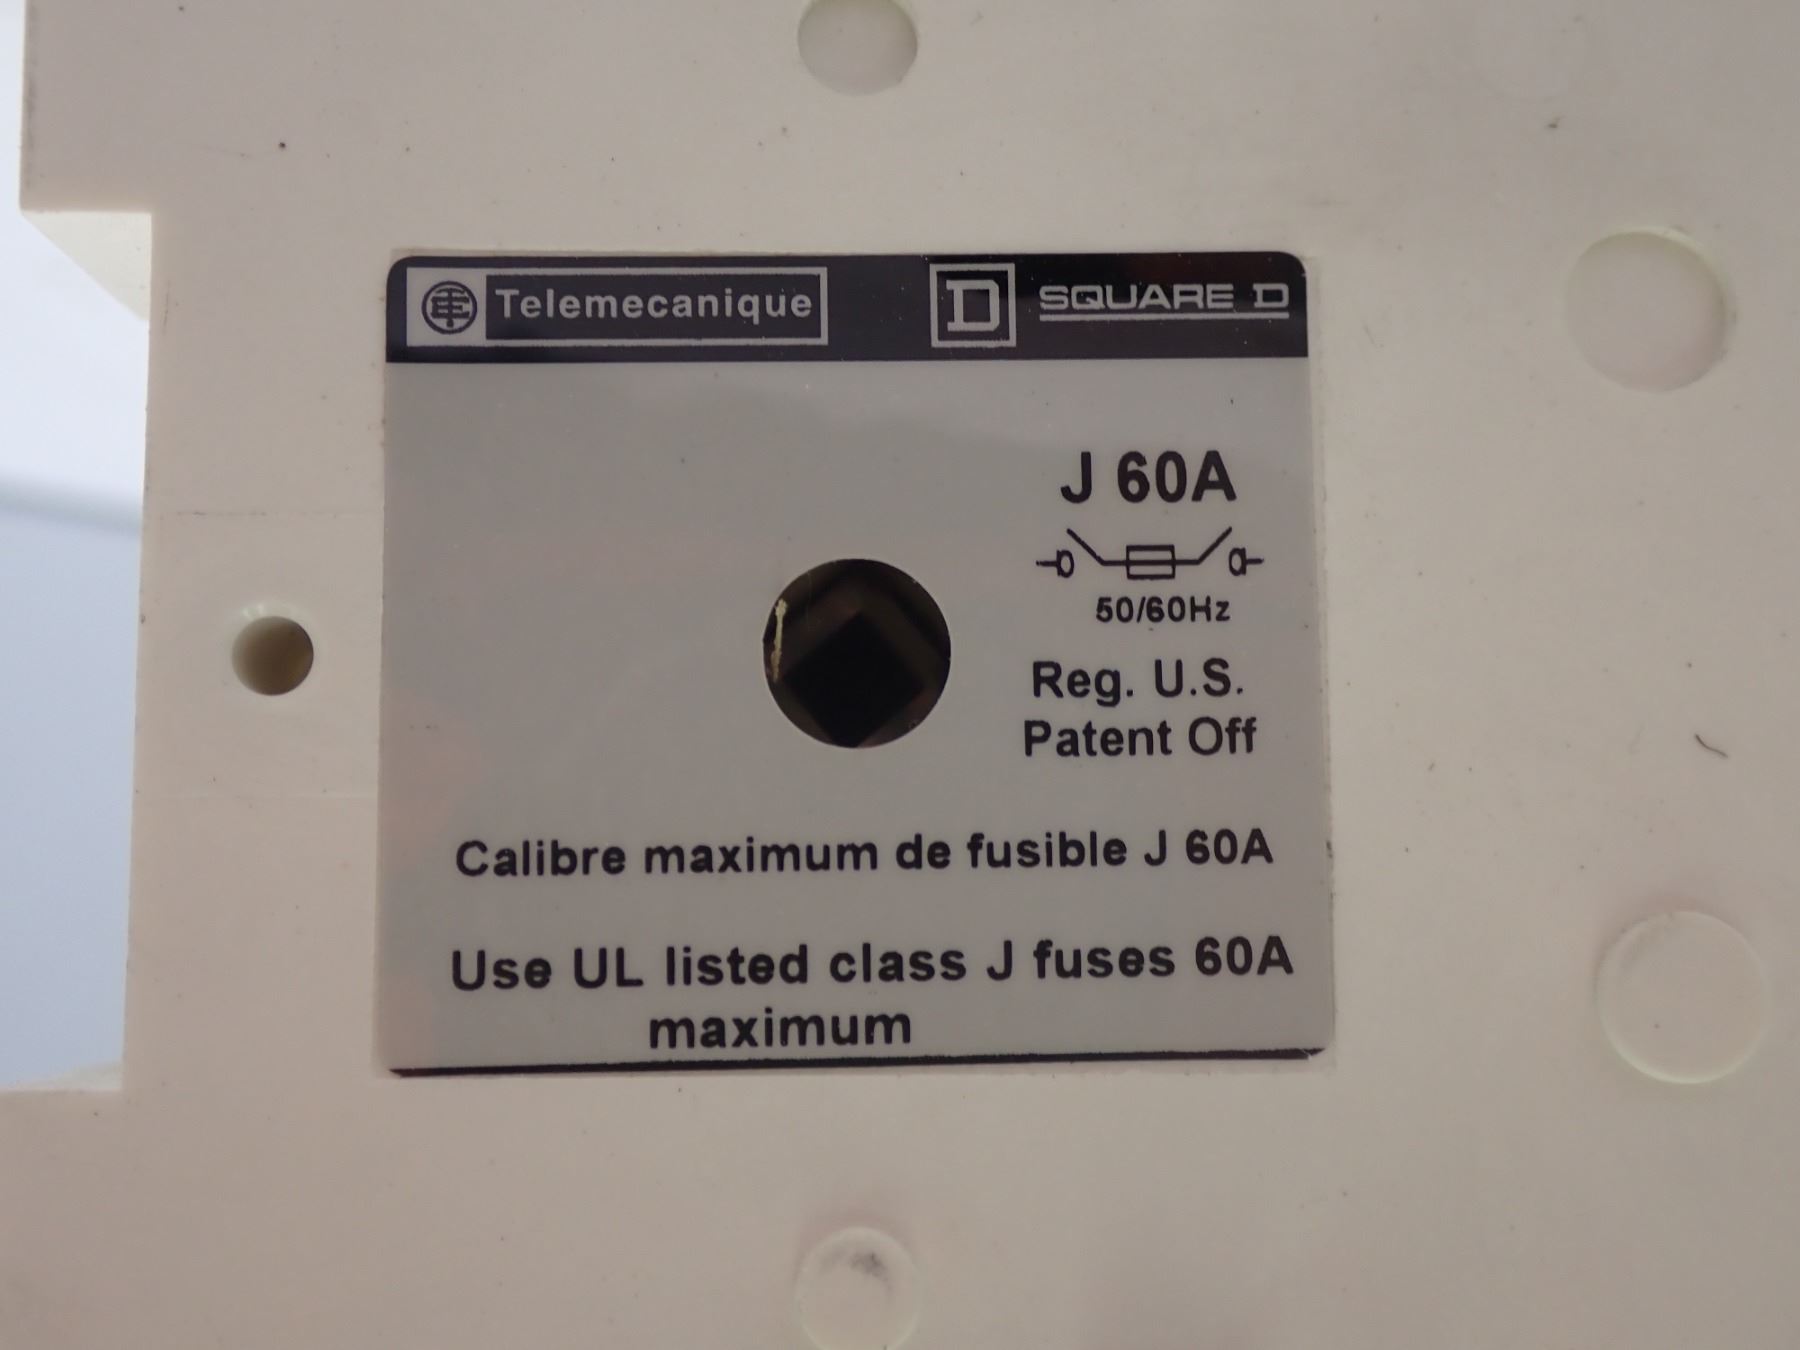 Telemecanique D SQUARE D
J 60A
50/60Hz
Reg. U.S.
Patent Off
Calibre maximum de fusible J 60A
Use UL listed class J fuses 60A
maximum